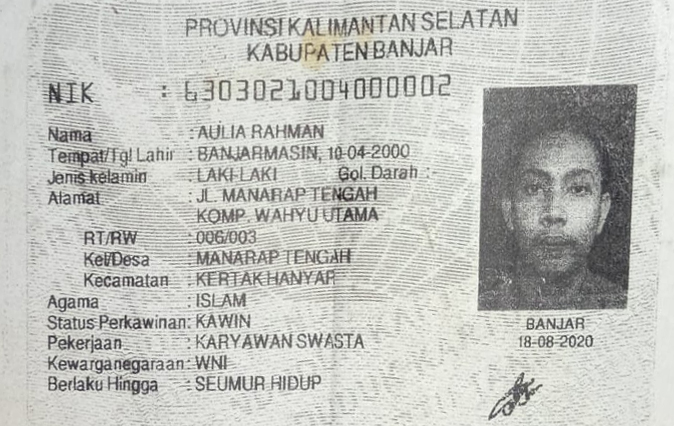 PROVINSI KALIMANTAN SELATAN
KABUPATEN BANJAR
NIK : 6303021004000002
Nama : AULIA RAHMAN
Tempat/Tgl Lahir : BANJARMASIN, 10-04-2000
Jenis kelamin : LAKI-LAKI Gol. Darah :-
Alamat : JL. MANARAP TENGAH
KOMP. WAHYU UTAMA
RT/RW : 006/003
Kel/Desa : MANARAP TENGAH
Kecamatan : KERTAK HANYAR
Agama : ISLAM
Status Perkawinan: KAWIN
Pekerjaan : KARYAWAN SWASTA
Kewarganegaraan: WNI
Berlaku Hingga : SEUMUR HIDUP
BANJAR
18-08-2020